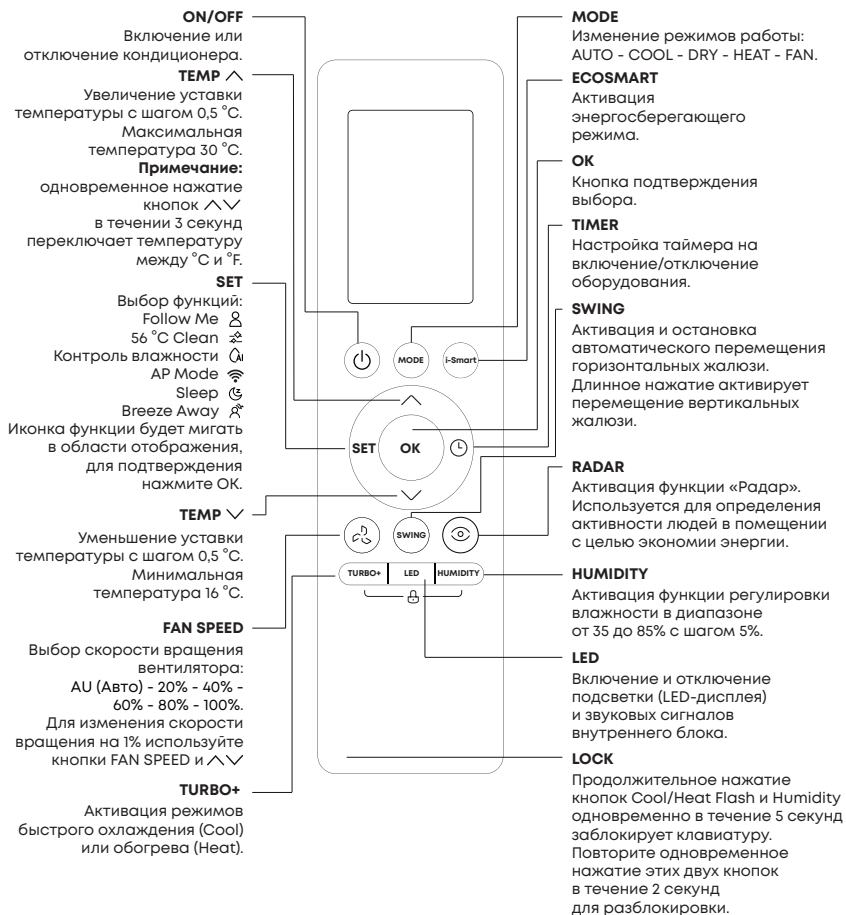 ON/OFF
Включение или
отключение кондиционера.
TEMP
Увеличение уставки
температуры с шагом 0,5 °C.
Максимальная
температура 30 °C.
Примечание:
одновременное нажатие
кнопок
в течении 3 секунд
переключает температуру
между °C и °F.
SET
Выбор функций:
Follow Me
56 °C Clean
Контроль влажности
AP Mode
Sleep
Breeze Away
Иконка функции будет мигать
в области отображения,
для подтверждения
нажмите ОК.
TEMP
Уменьшение уставки
температуры с шагом 0,5 °C.
Минимальная
температура 16 °C.
FAN SPEED
Выбор скорости вращения
вентилятора:
AU (Авто) - 20% - 40% -
60% - 80% - 100%.
Для изменения скорости
вращения на 1% используйте
кнопки FAN SPEED и
TURBO+
Активация режимов
быстрого охлаждения (Cool)
или обогрева (Heat).
MODE
i-Smart
SET
OK
SWING
TURBO+
LED
HUMIDITY
MODE
Изменение режимов работы:
AUTO - COOL - DRY - HEAT - FAN.
ECOSMART
Активация
энергосберегающего
режима.
OK
Кнопка подтверждения
выбора.
TIMER
Настройка таймера на
включение/отключение
оборудования.
SWING
Активация и остановка
автоматического перемещения
горизонтальных жалюзи.
Длинное нажатие активирует
перемещение вертикальных
жалюзи.
RADAR
Активация функции «Радар».
Используется для определения
активности людей в помещении
с целью экономии энергии.
HUMIDITY
Активация функции регулировки
влажности в диапазоне
от 35 до 85% с шагом 5%.
LED
Включение и отключение
подсветки (LED-дисплея)
и звуковых сигналов
внутреннего блока.
LOCK
Продолжительное нажатие
кнопок Cool/Heat Flash и Humidity
одновременно в течение 5 секунд
заблокирует клавиатуру.
Повторите одновременное
нажатие этих двух кнопок
в течение 2 секунд
для разблокировки.